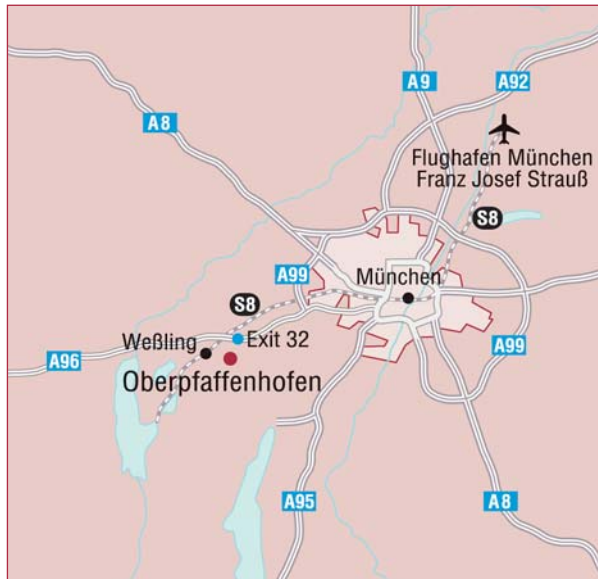 A9
A92
A8
Flughafen München
Franz Josef Strauß
S8
A99
München
S8
Weßling
Exit 32
A96
A99
Oberpfaffenhofen
A95
A8